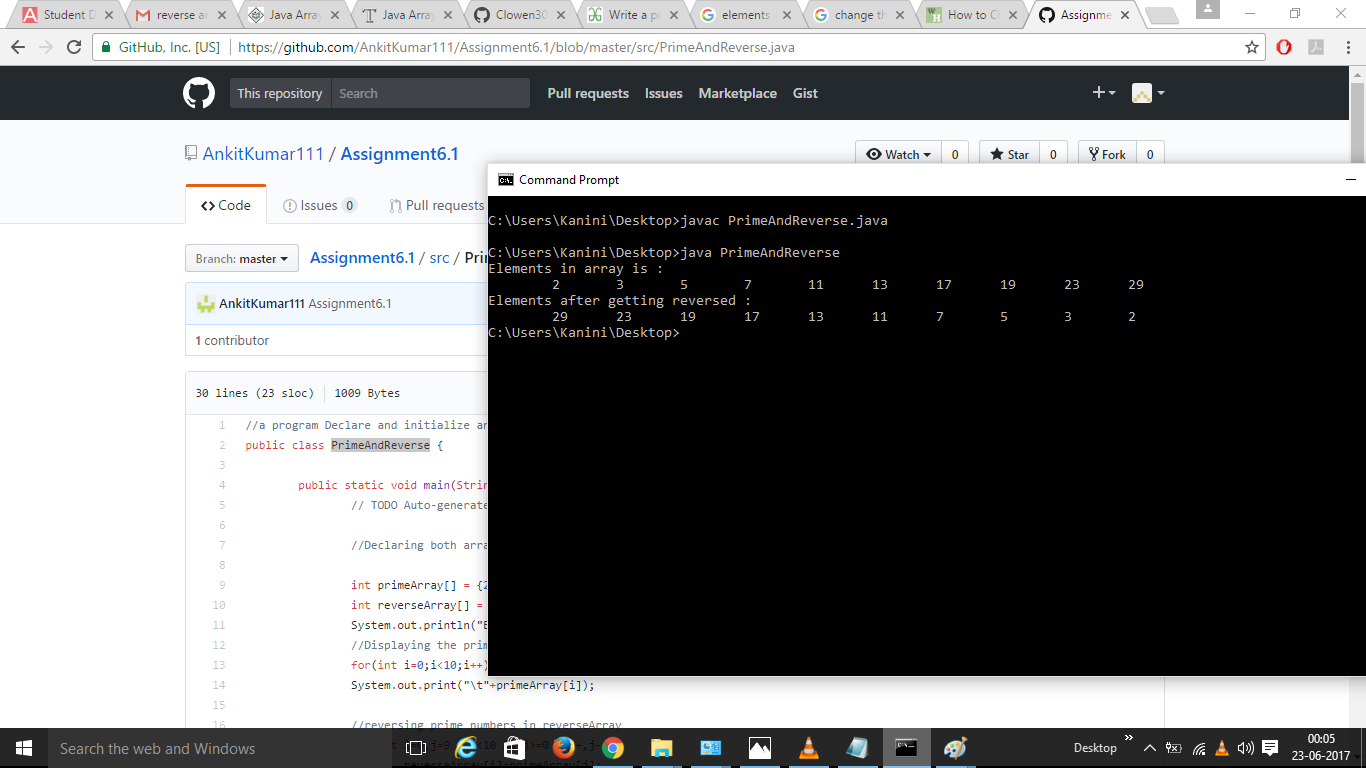 Student D
reverse ar
Java Array
Java Array
Clowen30
Write a p
elements
change th
How to C
Assignme
GitHub, Inc. [US] https://github.com/AnkitKumar111/Assignment6.1/blob/master/src/PrimeAndReverse.java
This repository Search Pull requests Issues Marketplace Gist
AnkitKumar111 / Assignment6.1
Watch 0 Star 0 Fork 0
Code Issues 0 Pull requests
Branch: master Assignment6.1 / src / Pri
AnkitKumar111 Assignment6.1
1 contributor
30 lines (23 sloc) 1009 Bytes
1 //a program Declare and initialize ar
2 public class PrimeAndReverse {
3
4 public static void main(Strin
5 // TODO Auto-generate
6
7 //Declaring both arra
8
9 int primeArray[] = {2
10 int reverseArray[] =
11 System.out.println("E
12 //Displaying the prim
13 for(int i=0;i<10;i++)
14 System.out.print("\t"+primeArray[i]);
15
16 //reversing prime numbers in reverseArray
Command Prompt
C:\Users\Kanini\Desktop>javac PrimeAndReverse.java
C:\Users\Kanini\Desktop>java PrimeAndReverse
Elements in array is :
2 3 5 7 11 13 17 19 23 29
Elements after getting reversed :
29 23 19 17 13 11 7 5 3 2
C:\Users\Kanini\Desktop>
Search the web and Windows
Desktop
00:05
23-06-2017